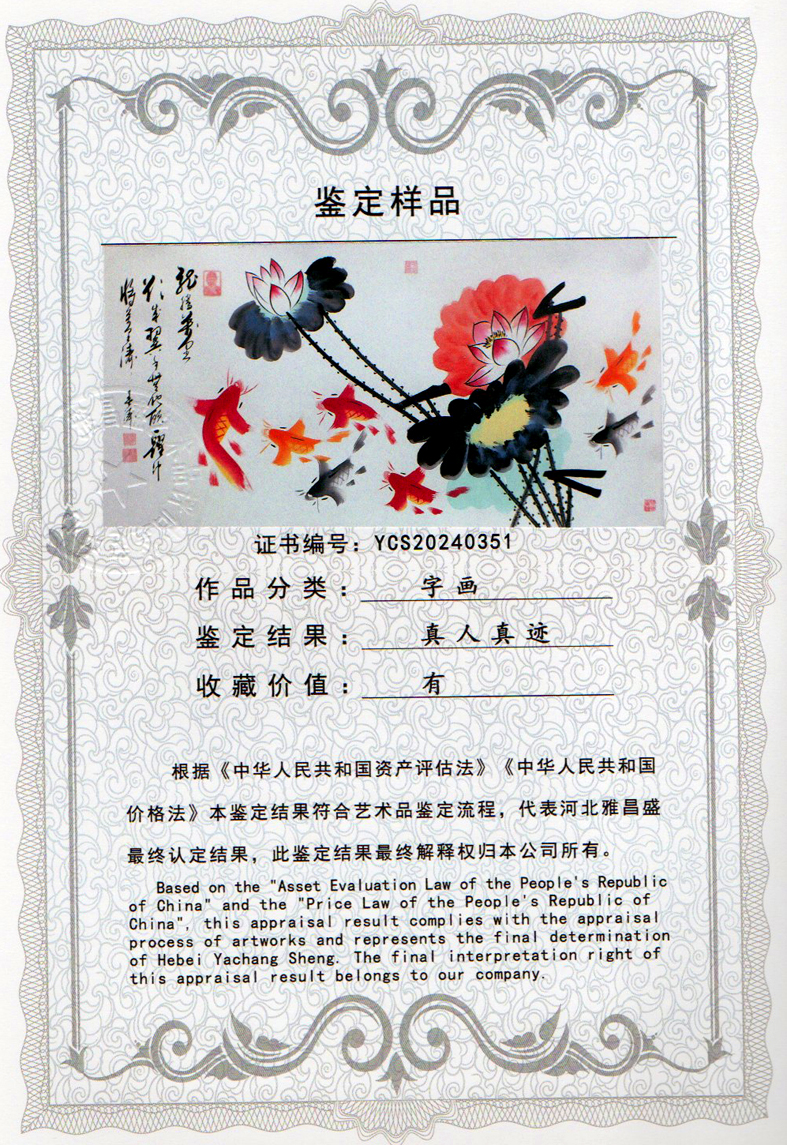 鉴定样品
证书编号：YCS20240351
作品分类：字画
鉴定结果：真人真迹
收藏价值：有
根据《中华人民共和国资产评估法》《中华人民共和国
价格法》本鉴定结果符合艺术品鉴定流程，代表河北雅昌盛
最终认定结果，此鉴定结果最终解释权归本公司所有。
Based on the "Asset Evaluation Law of the People's Republic
of China" and the "Price Law of the People's Republic of
China", this appraisal result complies with the appraisal
process of artworks and represents the final determination
of Hebei Yachang Sheng. The final interpretation right of
this appraisal result belongs to our company.